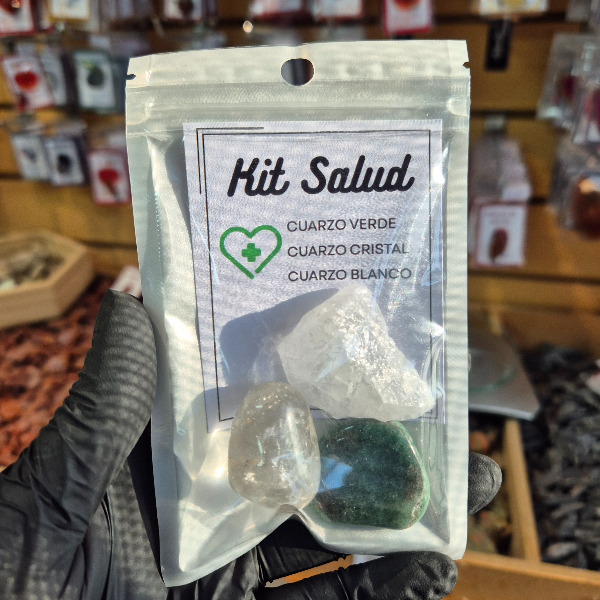 Kit Salud
CUARZO VERDE
CUARZO CRISTAL
CUARZO BLANCO